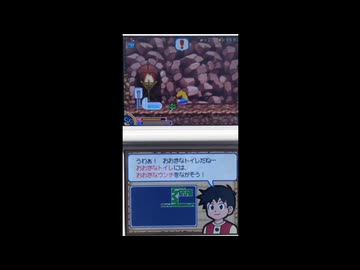 うわぁ！ おおきなトイレだねー
おおきなトイレには、
おおきなウンチをながそう！